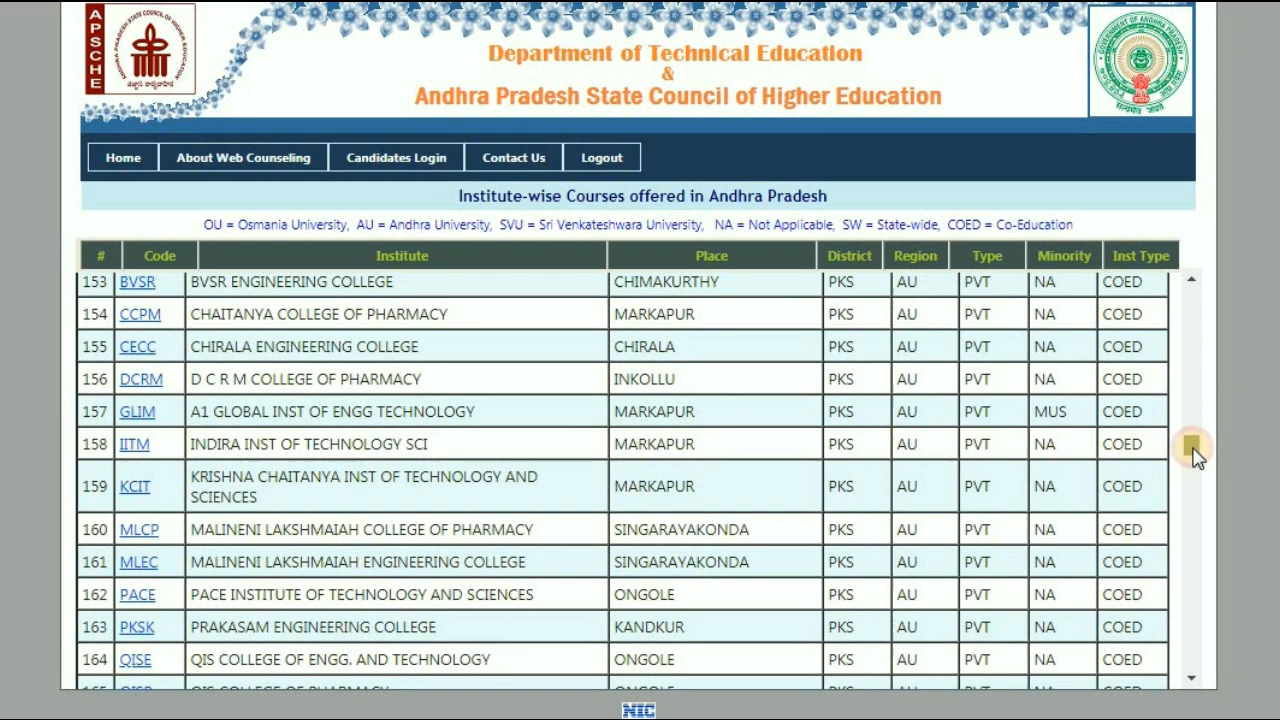 APSCHE
Department of Technical Education
&
Andhra Pradesh State Council of Higher Education
Home About Web Counseling Candidates Login Contact Us Logout
Institute-wise Courses offered in Andhra Pradesh
OU = Osmania University, AU = Andhra University, SVU = Sri Venkateshwara University, NA = Not Applicable, SW = State-wide, COED = Co-Education
# Code Institute Place District Region Type Minority Inst Type
153 BVSR BVSR ENGINEERING COLLEGE CHIMAKURTHY PKS AU PVT NA COED
154 CCPM CHAITANYA COLLEGE OF PHARMACY MARKAPUR PKS AU PVT NA COED
155 CECC CHIRALA ENGINEERING COLLEGE CHIRALA PKS AU PVT NA COED
156 DCRM D C R M COLLEGE OF PHARMACY INKOLLU PKS AU PVT NA COED
157 GLIM A1 GLOBAL INST OF ENGG TECHNOLOGY MARKAPUR PKS AU PVT MUS COED
158 IITM INDIRA INST OF TECHNOLOGY SCI MARKAPUR PKS AU PVT NA COED
159 KCIT KRISHNA CHAITANYA INST OF TECHNOLOGY AND
SCIENCES MARKAPUR PKS AU PVT NA COED
160 MLCP MALINENI LAKSHMAIAH COLLEGE OF PHARMACY SINGARAYAKONDA PKS AU PVT NA COED
161 MLEC MALINENI LAKSHMAIAH ENGINEERING COLLEGE SINGARAYAKONDA PKS AU PVT NA COED
162 PACE PACE INSTITUTE OF TECHNOLOGY AND SCIENCES ONGOLE PKS AU PVT NA COED
163 PKSK PRAKASAM ENGINEERING COLLEGE KANDKUR PKS AU PVT NA COED
164 QISE QIS COLLEGE OF ENGG. AND TECHNOLOGY ONGOLE PKS AU PVT NA COED
NIC